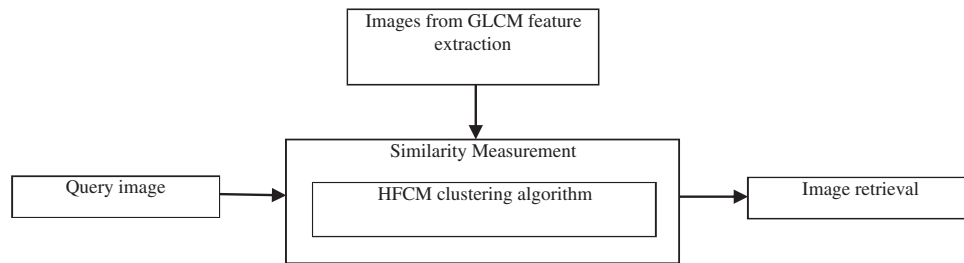 Images from GLCM feature
extraction
Similarity Measurement
Query image
HFCM clustering algorithm
Image retrieval